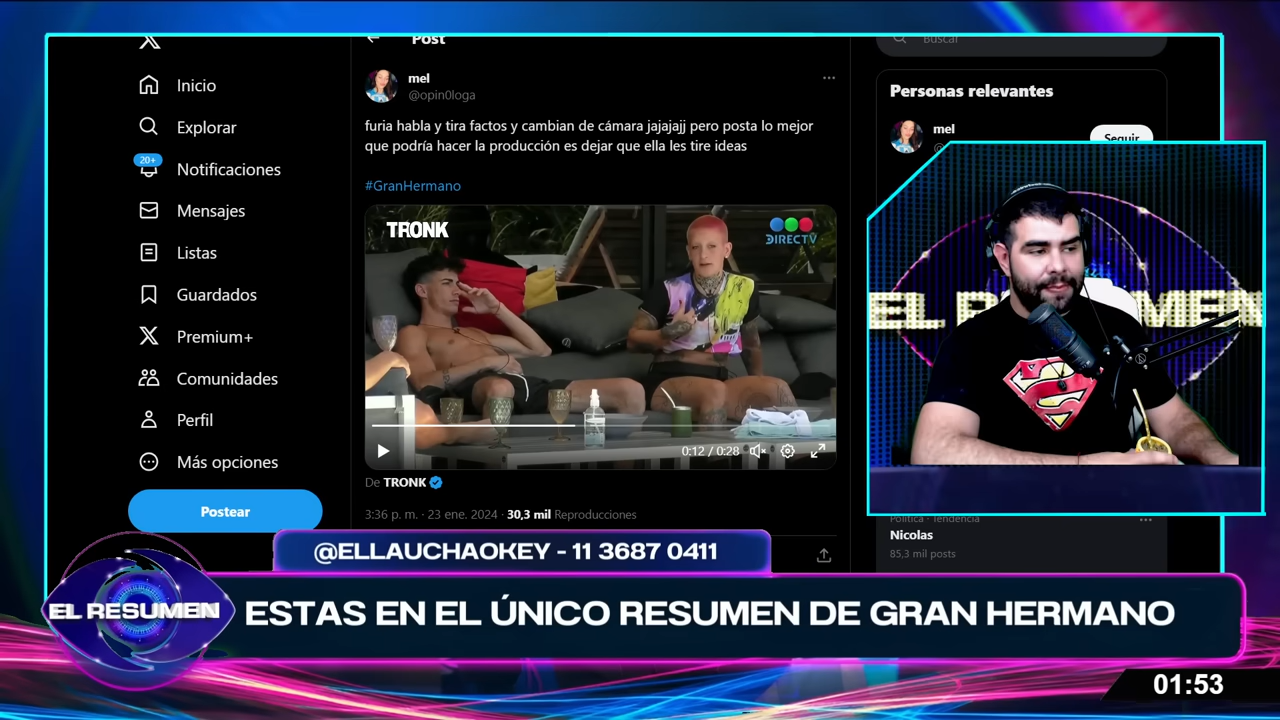 Post
Buscar
Inicio
Explorar
20+
Notificaciones
Mensajes
Listas
Guardados
Premium+
Comunidades
Perfil
Más opciones
Postear
mel
@opin0loga
furia habla y tira factos y cambian de cámara jajajajj pero posta lo mejor
que podría hacer la producción es dejar que ella les tire ideas
#GranHermano
TRONK
DIRECTV
0:12 / 0:28
De TRONK
3:36 p. m. · 23 ene. 2024 · 30,3 mil Reproducciones
Personas relevantes
mel
Seguir
EL RESUMEN
Política · Tendencia
Nicolas
85,3 mil posts
@ELLAUCHAOKEY - 11 3687 0411
EL RESUMEN
ESTAS EN EL ÚNICO RESUMEN DE GRAN HERMANO
01:53